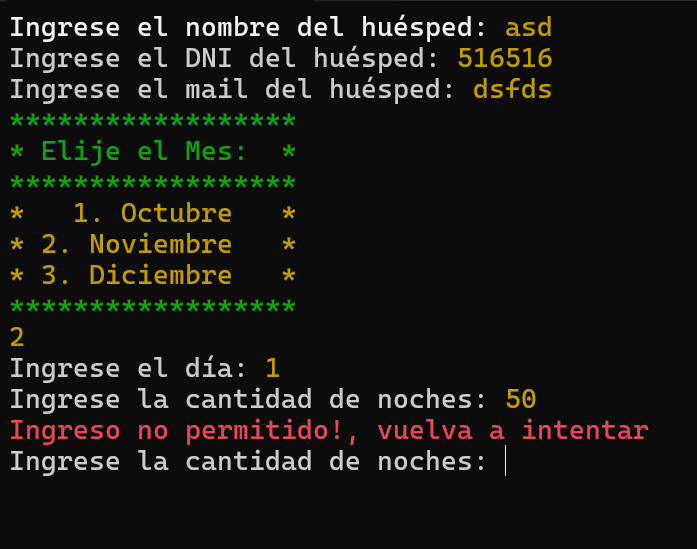 Ingrese el nombre del huésped: asd
Ingrese el DNI del huésped: 516516
Ingrese el mail del huésped: dsfds
******************
* Elije el Mes:  *
******************
*   1. Octubre   *
* 2. Noviembre   *
* 3. Diciembre   *
******************
2
Ingrese el día: 1
Ingrese la cantidad de noches: 50
Ingreso no permitido!, vuelva a intentar
Ingrese la cantidad de noches: